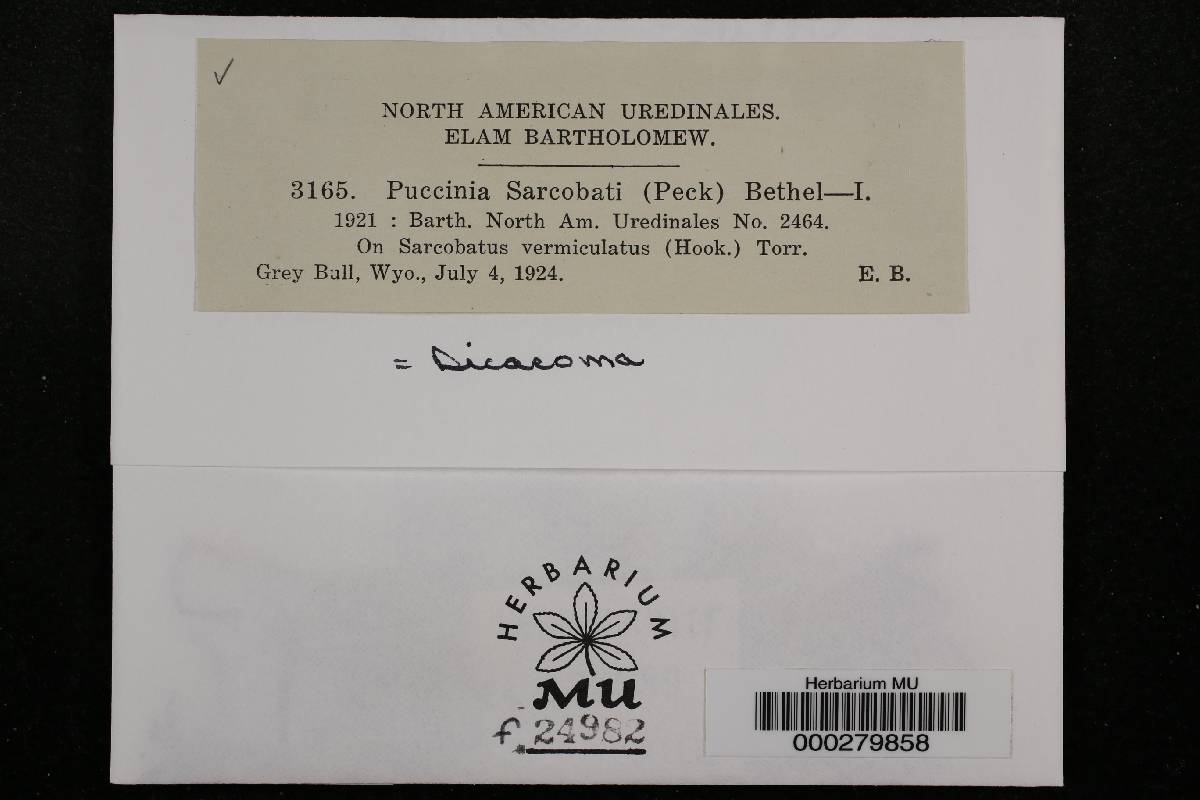 ✓
NORTH AMERICAN UREDINALES.
ELAM BARTHOLOMEW.
3165. Puccinia Sarcobati (Peck) Bethel—I.
1921 : Barth. North Am. Uredinales No. 2464.
On Sarcobatus vermiculatus (Hook.) Torr.
Grey Bull, Wyo., July 4, 1924. E. B.
= Dicacoma
HERBARIUM
MU
f. 24982
Herbarium MU
000279858